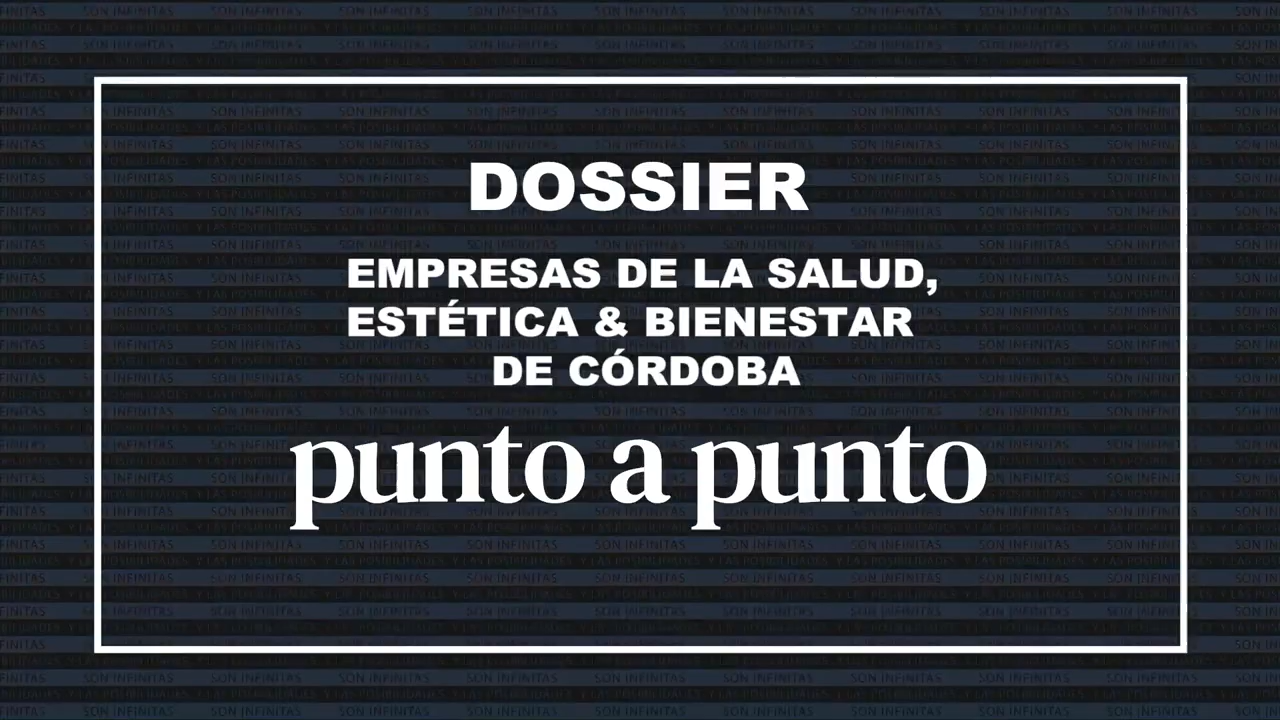 DOSSIER
EMPRESAS DE LA SALUD,
ESTÉTICA & BIENESTAR
DE CÓRDOBA
punto a punto